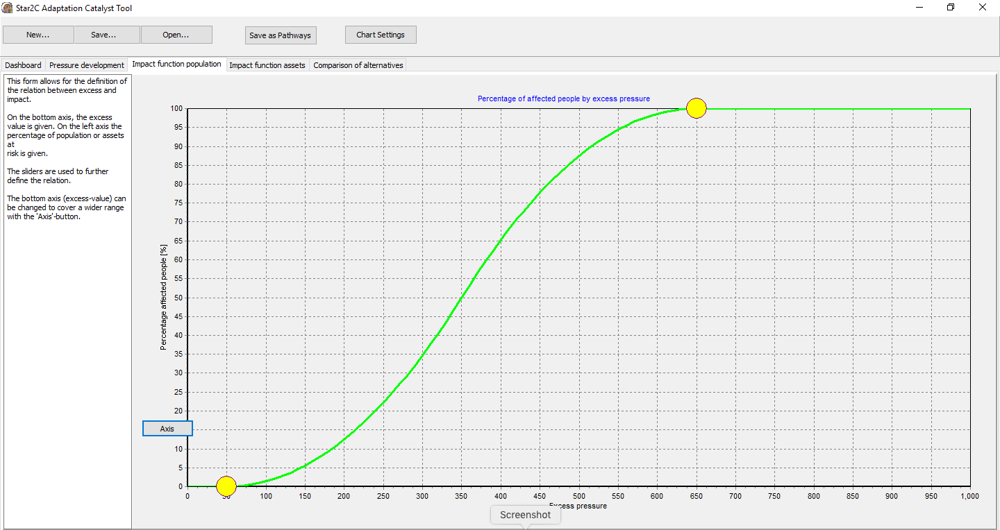 Star2C Adaptation Catalyst Tool
New...
Save...
Open...
Save as Pathways
Chart Settings
Dashboard
Pressure development
Impact function population
Impact function assets
Comparison of alternatives
This form allows for the definition of
the relation between excess and
impact.
On the bottom axis, the excess
value is given. On the left axis the
percentage of population or assets
at
risk is given.
The sliders are used to further
define the relation.
The bottom axis (excess-value) can
be changed to cover a wider range
with the 'Axis'-button.
Percentage of affected people by excess pressure
Percentage affected people [%]
100
95
90
85
80
75
70
65
60
55
50
45
40
35
30
25
20
Axis
10
5
0
0
50
100
150
200
250
300
350
400
450
500
550
600
650
700
750
800
850
900
950
1,000
Excess pressure
Screenshot